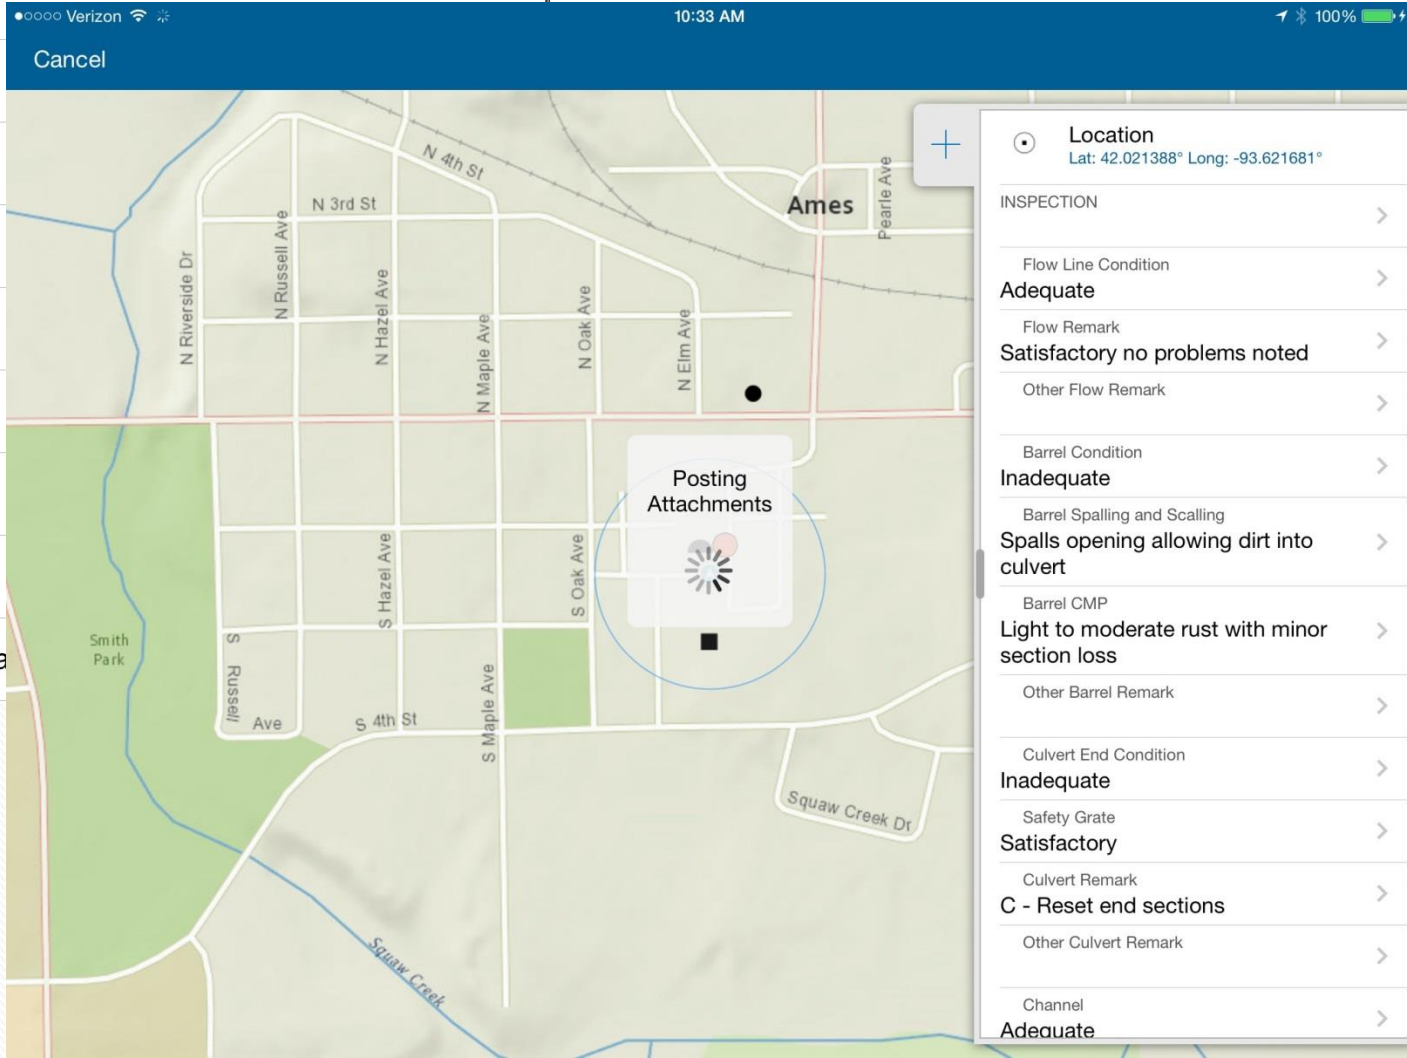 Verizon
10:33 AM
100%
Cancel
N 4th St
N 3rd St
Ames
Pearle Ave
N Riverside Dr
N Russell Ave
N Hazel Ave
N Maple Ave
N Oak Ave
N Elm Ave
Posting
Attachments
S Hazel Ave
S Oak Ave
Smith
Park
S Russell Ave
S 4th St
S Maple Ave
Squaw Creek Dr
Squaw Creek
Location
Lat: 42.021388° Long: -93.621681°
INSPECTION
Flow Line Condition
Adequate
Flow Remark
Satisfactory no problems noted
Other Flow Remark
Barrel Condition
Inadequate
Barrel Spalling and Scalling
Spalls opening allowing dirt into
culvert
Barrel CMP
Light to moderate rust with minor
section loss
Other Barrel Remark
Culvert End Condition
Inadequate
Safety Grate
Satisfactory
Culvert Remark
C - Reset end sections
Other Culvert Remark
Channel
Adequate